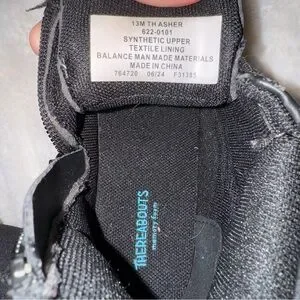 13M TH ASHER
622-0101
SYNTHETIC UPPER
TEXTILE LINING
BALANCE MAN MADE MATERIALS
MADE IN CHINA
764720 06/24 F31385
THEREABOUTS
memory foam